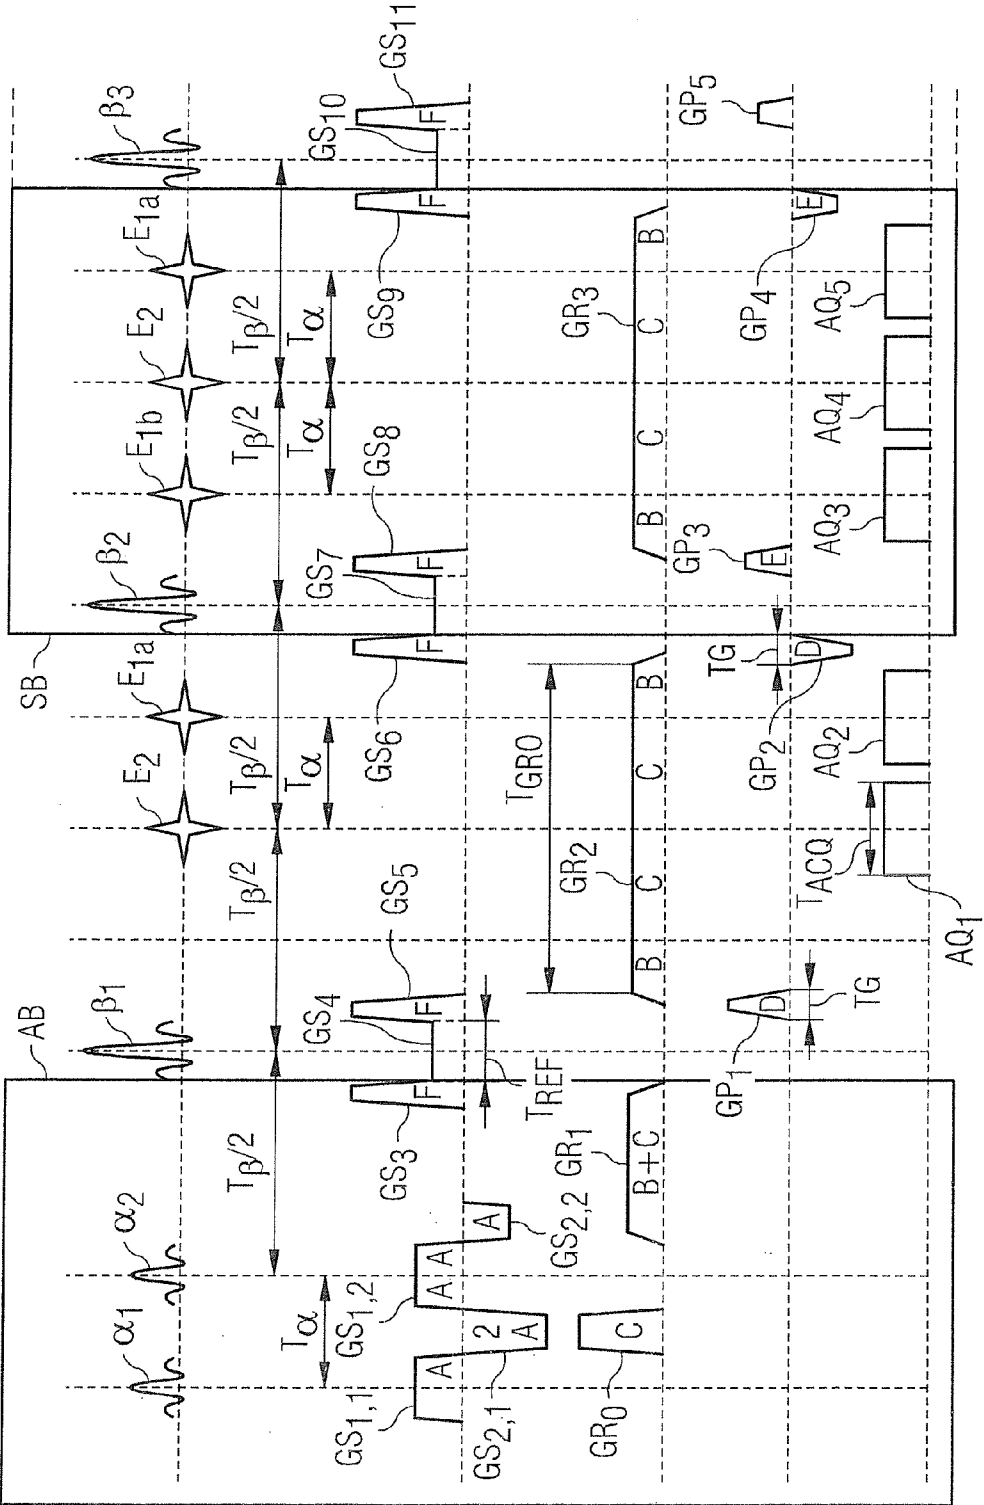 AB
SB
α1
α2
β1
E2
E1a
β2
E1b
E2
E1a
β3
Tα
Tβ/2
Tβ/2
Tβ/2
Tα
Tβ/2
Tβ/2
Tα
Tα
GS1,1
GS2,1
GS1,2
GS2,2
GS3
GS4
GS5
GS6
GS7
GS8
GS9
GS10
GS11
A
2
A
A
A
A
F
F
F
F
F
F
TREF
GR0
C
GR1
B+C
GR2
TGRO
B
C
C
B
GR3
B
C
C
B
GP1
D
TG
GP2
D
TG
GP3
E
GP4
E
GP5
AQ1
TACQ
AQ2
AQ3
AQ4
AQ5